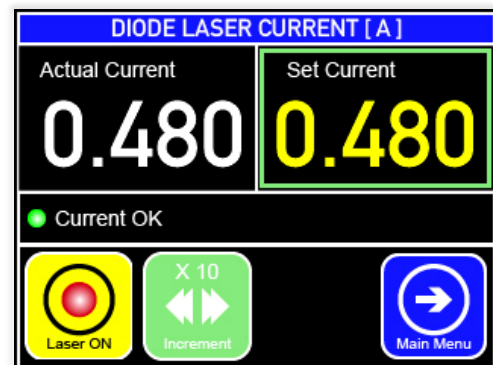 DIODE LASER CURRENT [ A ]
Actual Current
Set Current
0.480
0.480
Current OK
X 10
Laser ON
Increment
Main Menu